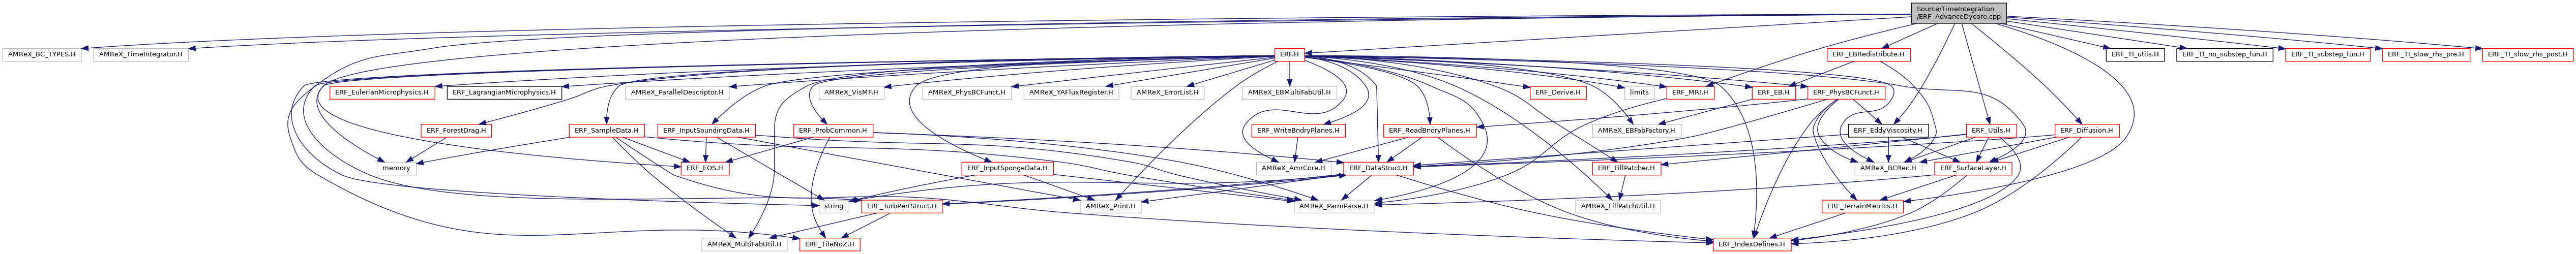 Source/TimeIntegration
/ERF_AdvanceDycore.cpp
AMReX_BC_TYPES.H
AMReX_TimeIntegrator.H
ERF.H
ERF_EBRedistribute.H
ERF_TI_utils.H
ERF_TI_no_substep_fun.H
ERF_TI_substep_fun.H
ERF_TI_slow_rhs_pre.H
ERF_TI_slow_rhs_post.H
ERF_EulerianMicrophysics.H
ERF_LagrangianMicrophysics.H
AMReX_ParallelDescriptor.H
AMReX_VisMF.H
AMReX_PhysBCFunct.H
AMReX_YAFluxRegister.H
AMReX_ErrorList.H
AMReX_EBMultiFabUtil.H
ERF_Derive.H
limits
ERF_MRI.H
ERF_EB.H
ERF_PhysBCFunct.H
ERF_ForestDrag.H
ERF_SampleData.H
ERF_InputSoundingData.H
ERF_ProbCommon.H
ERF_WriteBndryPlanes.H
ERF_ReadBndryPlanes.H
AMReX_EBFabFactory.H
ERF_EddyViscosity.H
ERF_Utils.H
ERF_Diffusion.H
memory
ERF_EOS.H
ERF_InputSpongeData.H
AMReX_AmrCore.H
ERF_DataStruct.H
ERF_FillPatcher.H
AMReX_BCRec.H
ERF_SurfaceLayer.H
string
ERF_TurbPertStruct.H
AMReX_Print.H
AMReX_ParmParse.H
AMReX_FillPatchUtil.H
ERF_TerrainMetrics.H
AMReX_MultiFabUtil.H
ERF_TileNoZ.H
ERF_IndexDefines.H